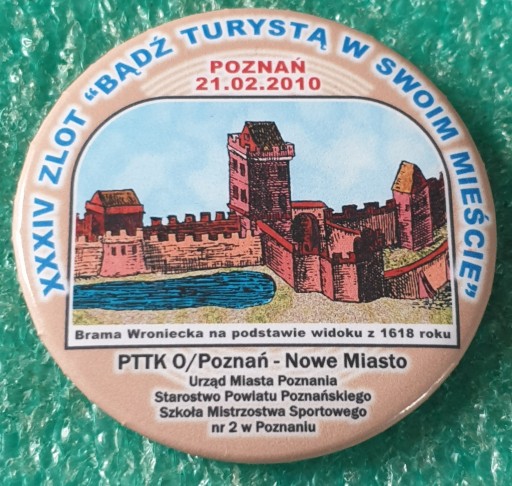 XXXIV ZLOT "BĄDŹ TURYSTĄ W SWOIM MIEŚCIE"
POZNAŃ
21.02.2010
Brama Wroniecka na podstawie widoku z 1618 roku
PTTK O/Poznań - Nowe Miasto
Urząd Miasta Poznania
Starostwo Powiatu Poznańskiego
Szkoła Mistrzostwa Sportowego
nr 2 w Poznaniu